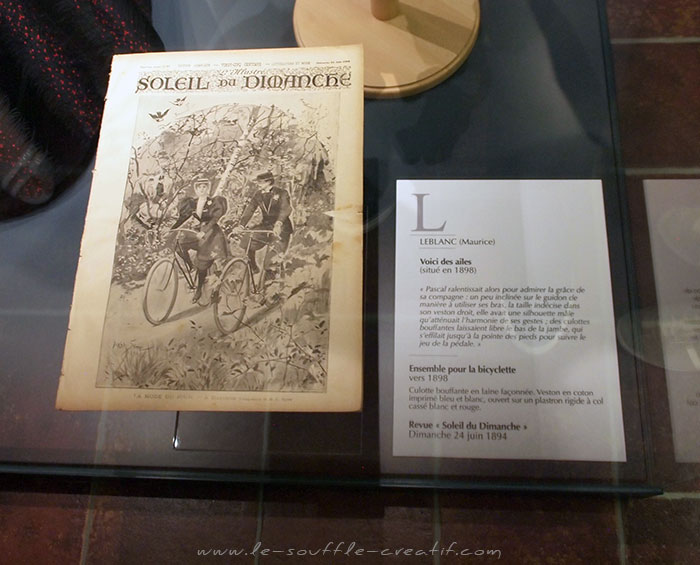 L'Illustré
SOLEIL DU DIMANCHE
L
LEBLANC (Maurice)
Voici des ailes
(situé en 1898)
« Pascal ralentissait alors pour admirer la grâce de
sa compagne : un peu inclinée sur le guidon de
manière à utiliser ses bras, la taille indécise dans
son veston droit, elle avait une silhouette mâle
qu'atténuait l'harmonie de ses gestes ; des culottes
bouffantes laissaient libre le bas de la jambe, qui
s'effilait jusqu'à la pointe des pieds pour suivre le
jeu de la pédale. »
Ensemble pour la bicyclette
vers 1898
Culotte bouffante en laine façonnée. Veston en coton
imprimé bleu et blanc, ouvert sur un plastron rigide à col
cassé blanc et rouge.
Revue « Soleil du Dimanche »
Dimanche 24 juin 1894
www.le-souffle-creatif.com